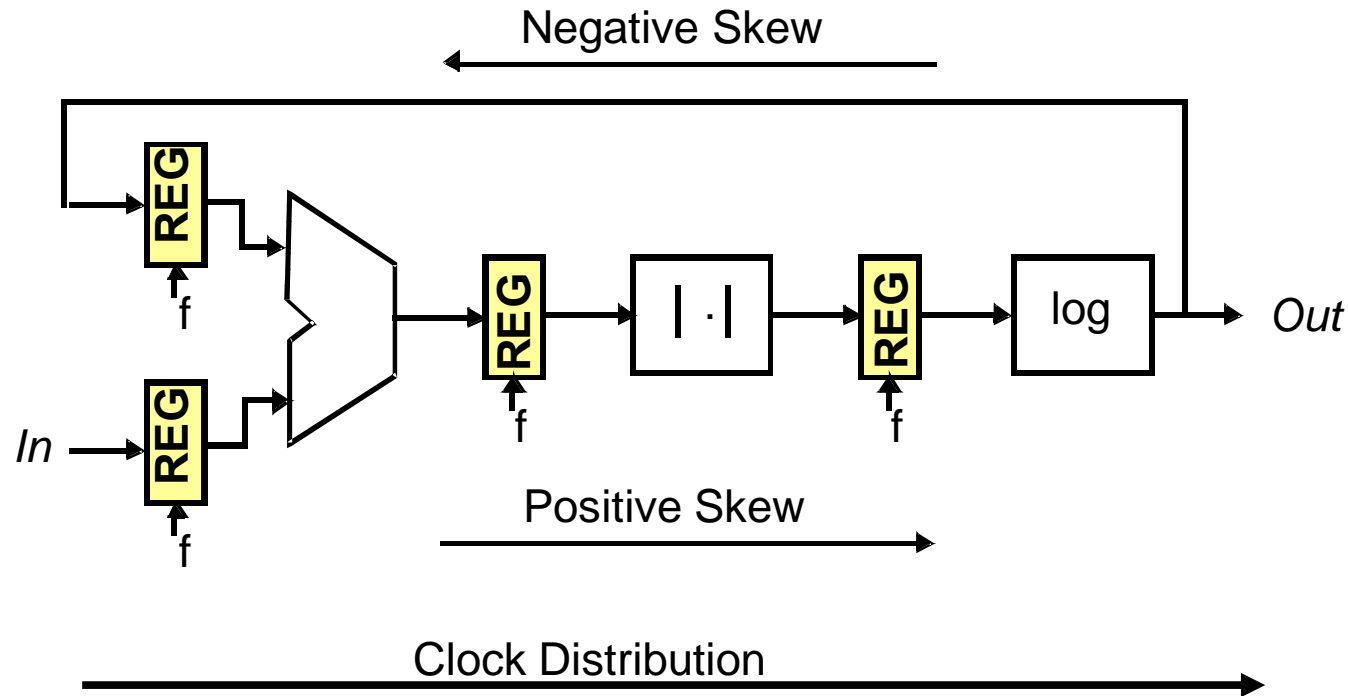 Negative Skew
REG
f
REG
f
In
REG
f
| · |
REG
f
log
Out
Positive Skew
Clock Distribution